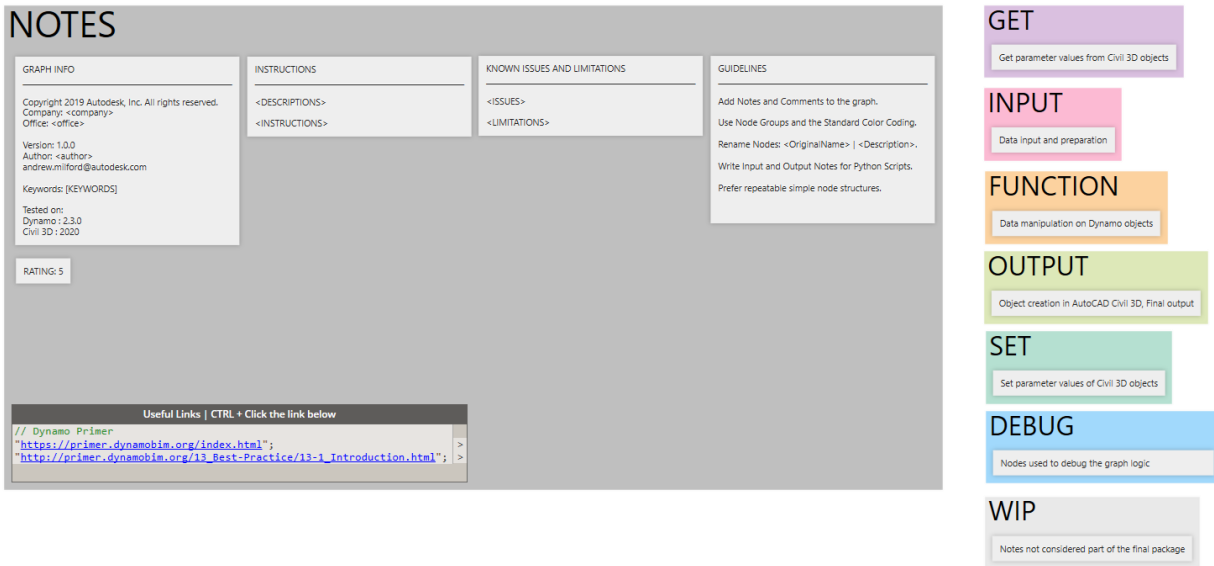 NOTES
GRAPH INFO
Copyright 2019 Autodesk, Inc. All rights reserved.
Company: <company>
Office: <office>
Version: 1.0.0
Author: <author>
andrew.milford@autodesk.com
Keywords: [KEYWORDS]
Tested on:
Dynamo : 2.3.0
Civil 3D : 2020
RATING: 5
INSTRUCTIONS
<DESCRIPTIONS>
<INSTRUCTIONS>
KNOWN ISSUES AND LIMITATIONS
<ISSUES>
<LIMITATIONS>
GUIDELINES
Add Notes and Comments to the graph.
Use Node Groups and the Standard Color Coding.
Rename Nodes: <OriginalName> | <Description>.
Write Input and Output Notes for Python Scripts.
Prefer repeatable simple node structures.
Useful Links | CTRL + Click the link below
// Dynamo Primer
"https://primer.dynamobim.org/index.html"; >
"http://primer.dynamobim.org/13_Best-Practice/13-1_Introduction.html"; >
GET
Get parameter values from Civil 3D objects
INPUT
Data input and preparation
FUNCTION
Data manipulation on Dynamo objects
OUTPUT
Object creation in AutoCAD Civil 3D, Final output
SET
Set parameter values of Civil 3D objects
DEBUG
Nodes used to debug the graph logic
WIP
Notes not considered part of the final package